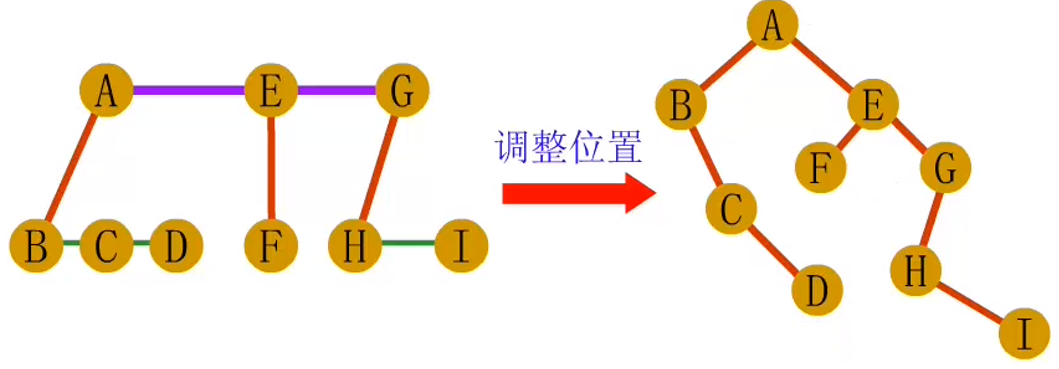 A E G
B C D F H I
调整位置
A
B E
F G
C
H
D
I